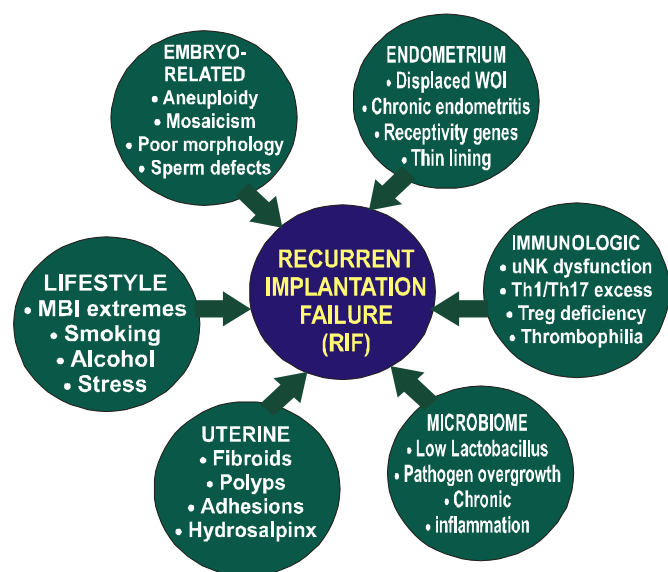 EMBRYO-
RELATED
• Aneuploidy
• Mosaicism
• Poor morphology
• Sperm defects
ENDOMETRIUM
• Displaced WOI
• Chronic endometritis
• Receptivity genes
• Thin lining
RECURRENT
IMPLANTATION
FAILURE
(RIF)
IMMUNOLOGIC
• uNK dysfunction
• Th1/Th17 excess
• Treg deficiency
• Thrombophilia
LIFESTYLE
• MBI extremes
• Smoking
• Alcohol
• Stress
UTERINE
• Fibroids
• Polyps
• Adhesions
• Hydrosalpinx
MICROBIOME
• Low Lactobacillus
• Pathogen overgrowth
• Chronic
• inflammation